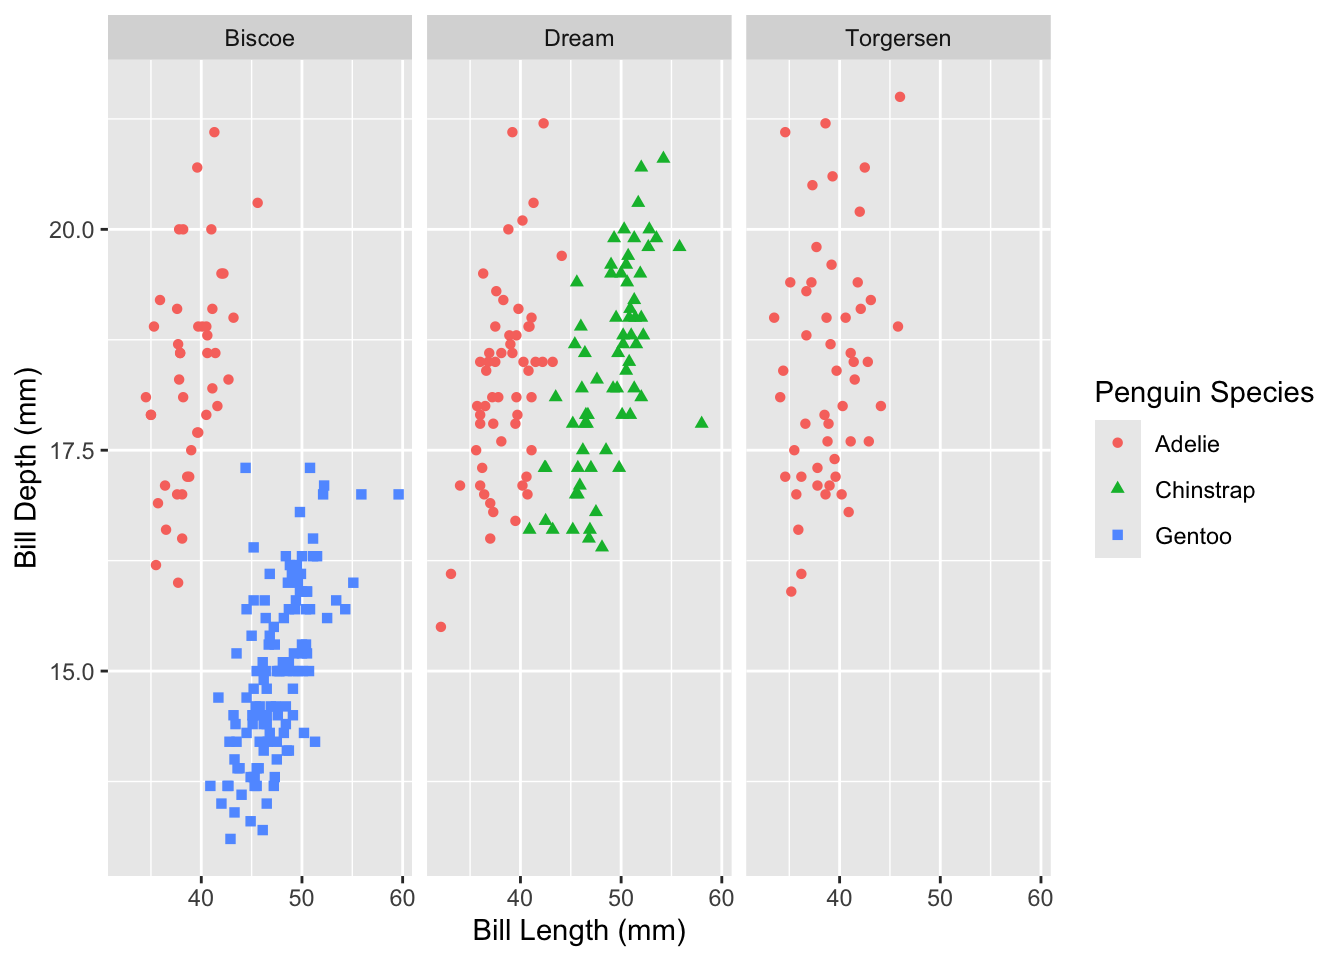 Biscoe Dream Torgersen
20.0
17.5
15.0
40 50 60 40 50 60 40 50 60
Bill Length (mm)
Bill Depth (mm)
Penguin Species
Adelie
Chinstrap
Gentoo